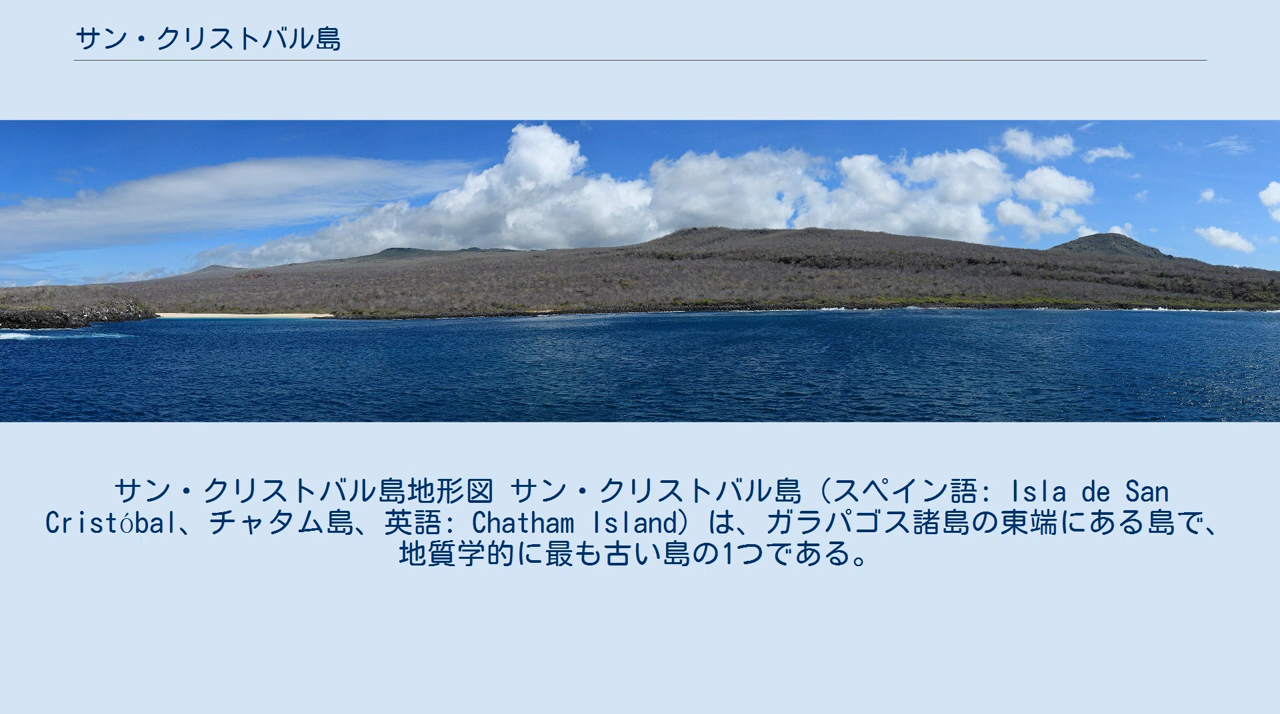 サン・クリストバル島
サン・クリストバル島地形図 サン・クリストバル島（スペイン語: Isla de San
Cristóbal、チャタム島、英語: Chatham Island）は、ガラパゴス諸島の東端にある島で、
地質学的に最も古い島の1つである。